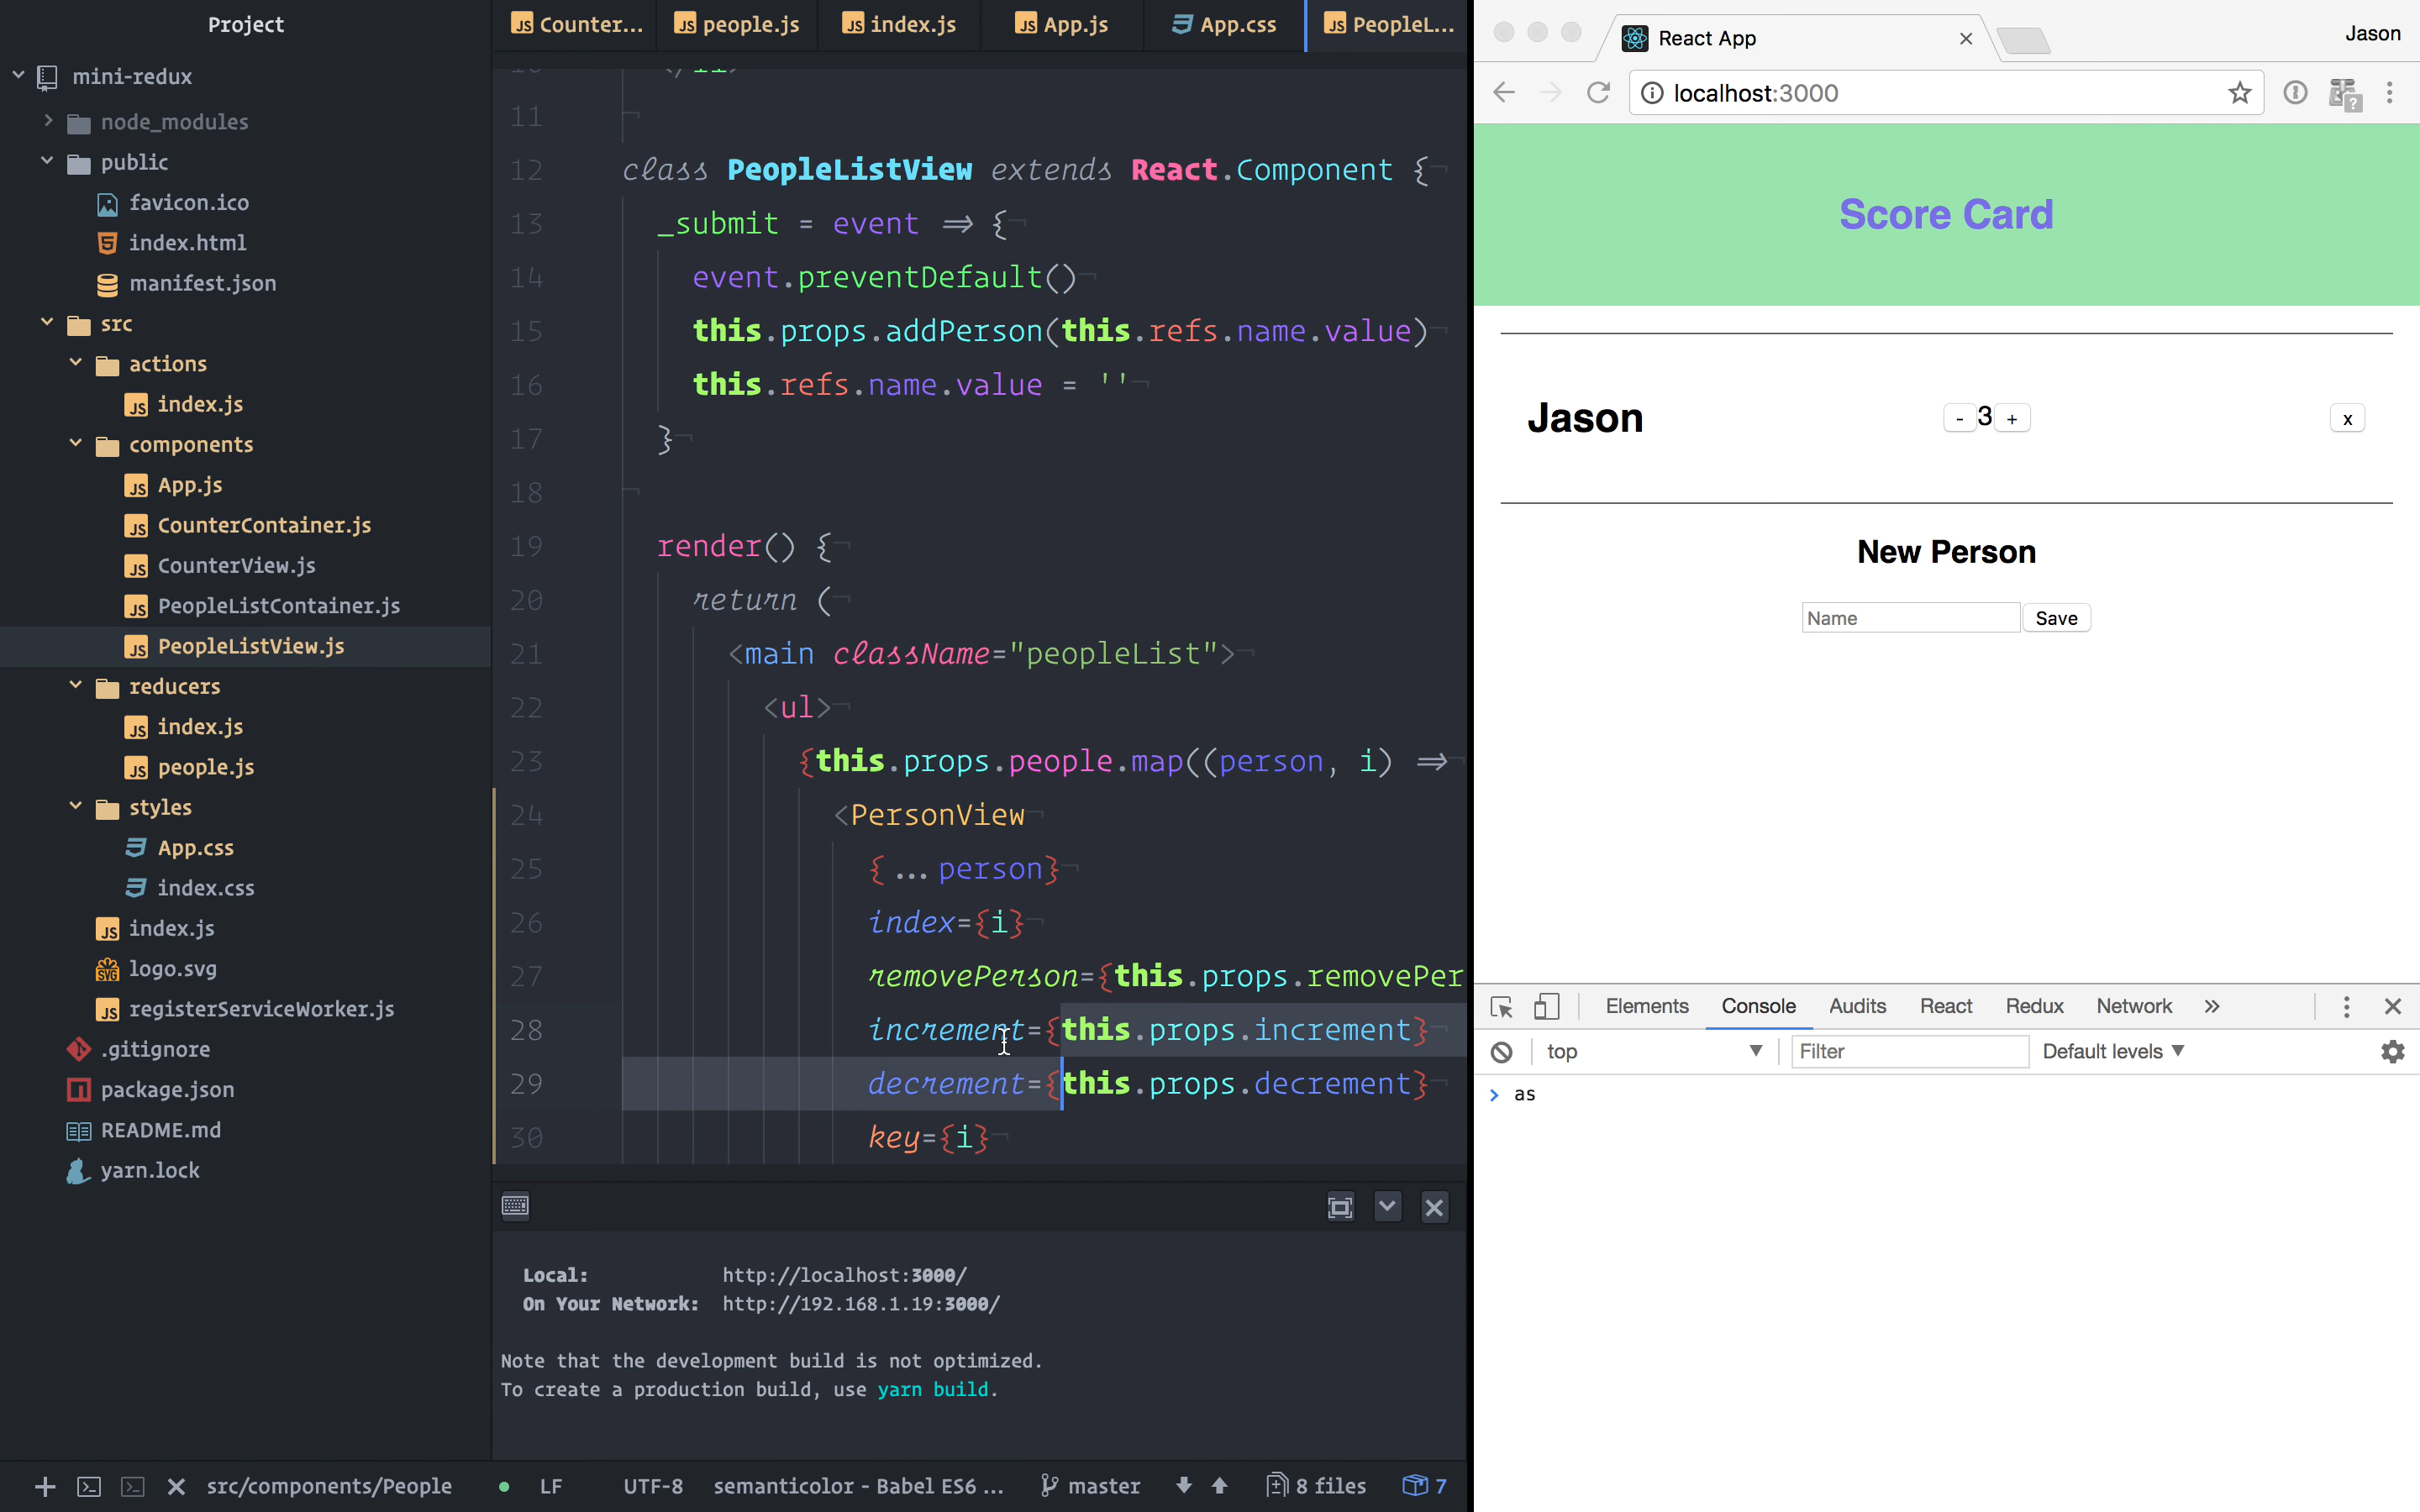 Project
mini-redux
node_modules
public
favicon.ico
index.html
manifest.json
src
actions
index.js
components
App.js
CounterContainer.js
CounterView.js
PeopleListContainer.js
PeopleListView.js
reducers
index.js
people.js
styles
App.css
index.css
index.js
logo.svg
registerServiceWorker.js
.gitignore
package.json
README.md
yarn.lock
Counter... people.js index.js App.js App.css PeopleL...
11
12 class PeopleListView extends React.Component {
13 _submit = event => {
14 event.preventDefault()
15 this.props.addPerson(this.refs.name.value)
16 this.refs.name.value = ''
17 }
18
19 render() {
20 return (
21 <main className="peopleList">
22 <ul>
23 {this.props.people.map((person, i) =>
24 <PersonView
25 {...person}
26 index={i}
27 removePerson={this.props.removePer
28 increment={this.props.increment}
29 decrement={this.props.decrement}
30 key={i}
Local: http://localhost:3000/
On Your Network: http://192.168.1.19:3000/
Note that the development build is not optimized.
To create a production build, use yarn build.
src/components/People LF UTF-8 semanticolor - Babel ES6 ... master 8 files 7
React App
Jason
localhost:3000
Score Card
Jason - 3 + x
New Person
Name Save
Elements Console Audits React Redux Network »
top Filter Default levels
> as